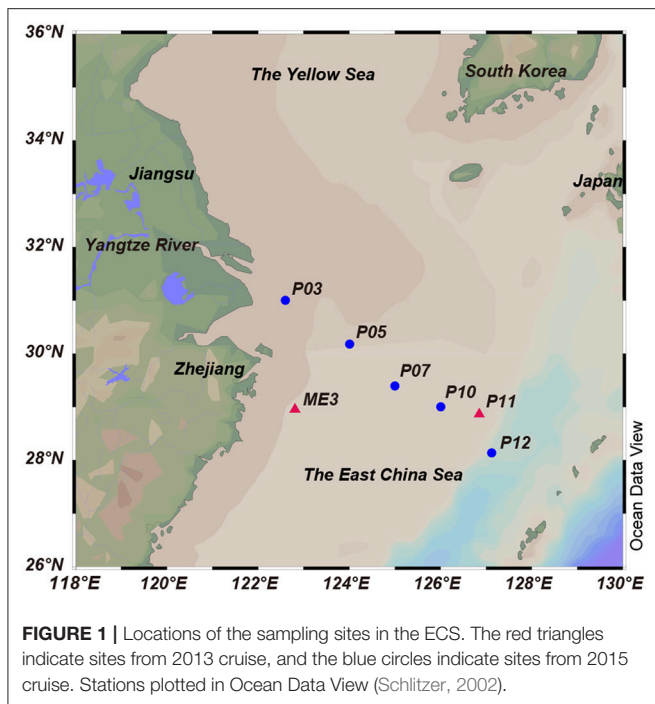 36°N
The Yellow Sea
South Korea
34°N
Jiangsu
Japan
32°N
Yangtze River
P03
P05
30°N
Zhejiang
P07
ME3
P10
P11
P12
28°N
The East China Sea
Ocean Data View
26°N
118°E 120°E 122°E 124°E 126°E 128°E 130°E
FIGURE 1 | Locations of the sampling sites in the ECS. The red triangles
indicate sites from 2013 cruise, and the blue circles indicate sites from 2015
cruise. Stations plotted in Ocean Data View (Schlitzer, 2002).